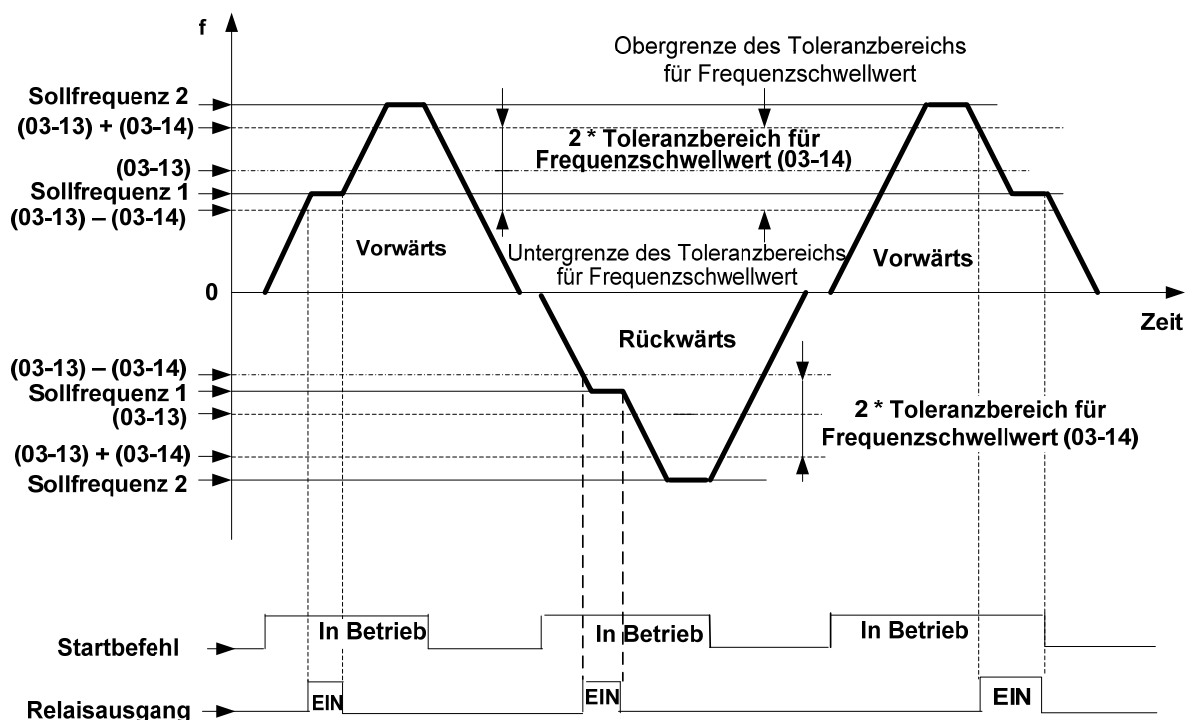 f
Obergrenze des Toleranzbereichs
für Frequenzschwellwert
Sollfrequenz 2
(03-13) + (03-14)
2 * Toleranzbereich für
Frequenzschwellwert (03-14)
(03-13)
Sollfrequenz 1
(03-13) – (03-14)
Vorwärts
Untergrenze des Toleranzbereichs
für Frequenzschwellwert
Vorwärts
0
Zeit
Rückwärts
(03-13) – (03-14)
Sollfrequenz 1
(03-13)
2 * Toleranzbereich für
Frequenzschwellwert (03-14)
(03-13) + (03-14)
Sollfrequenz 2
Startbefehl
In Betrieb
In Betrieb
In Betrieb
Relaisausgang
EIN
EIN
EIN